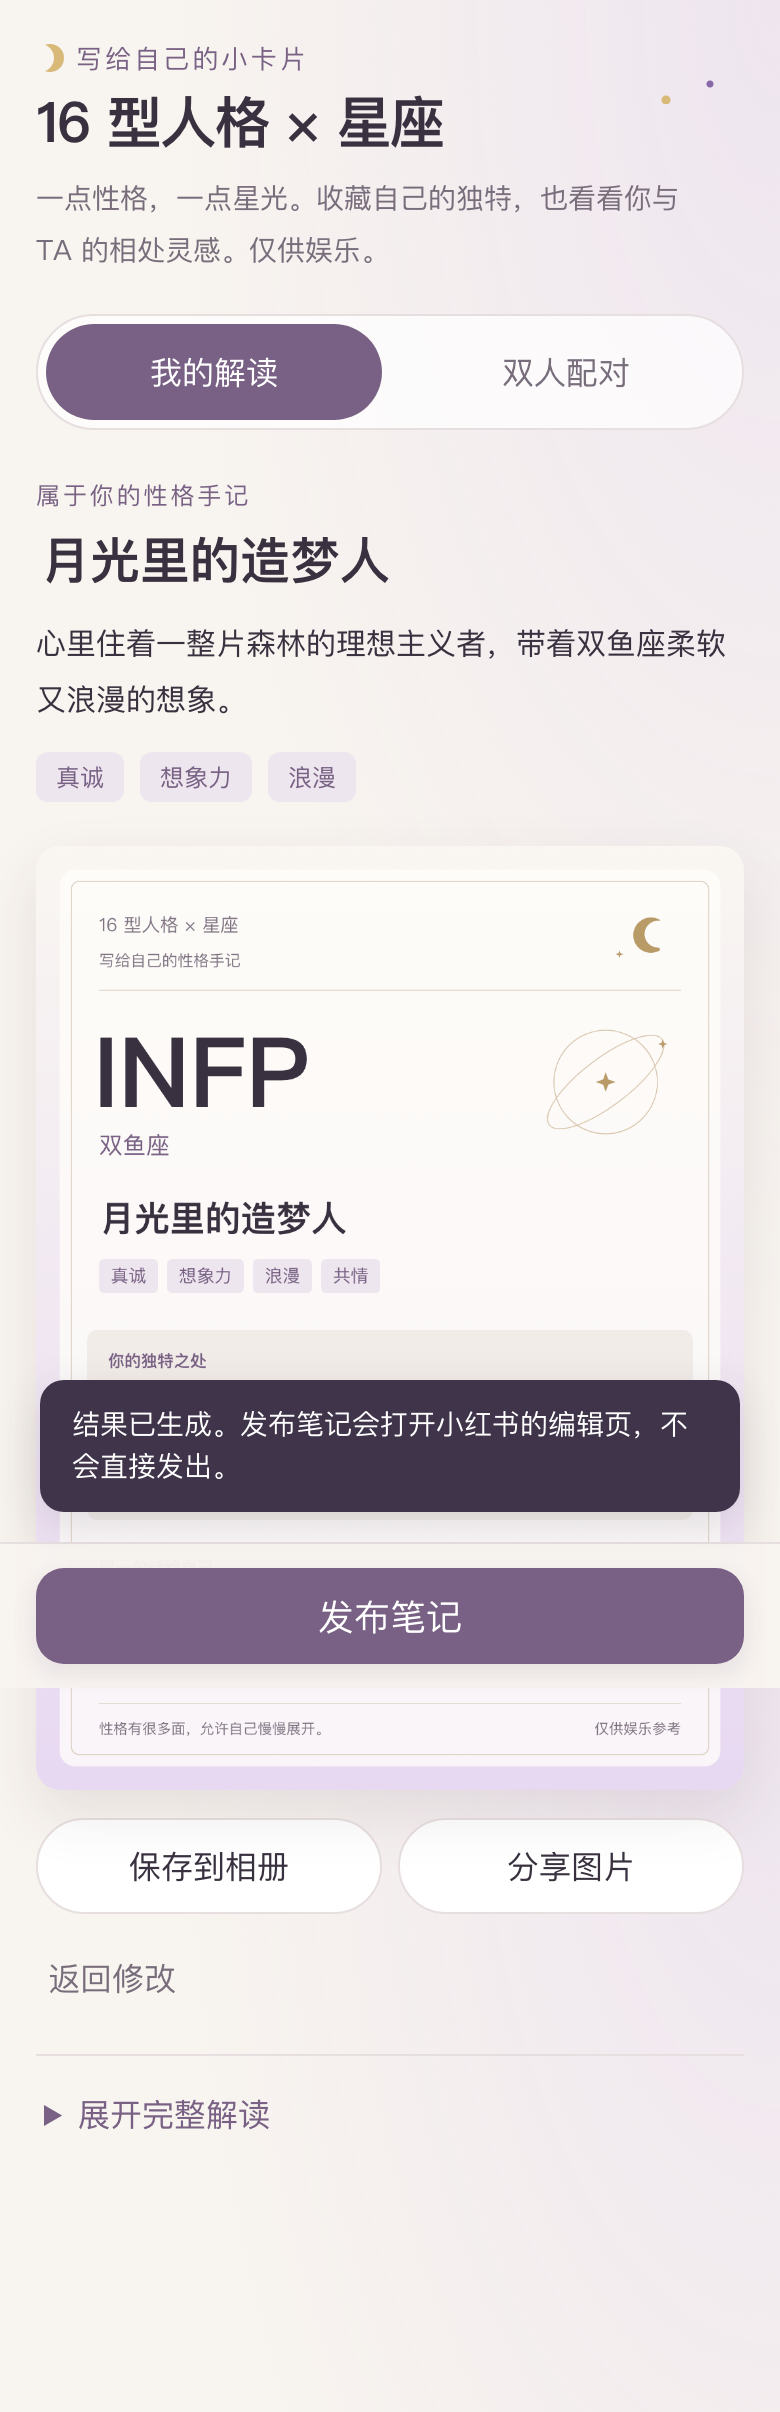 写给自己的小卡片
16 型人格 × 星座
一点性格，一点星光。收藏自己的独特，也看看你与
TA 的相处灵感。仅供娱乐。
我的解读
双人配对
属于你的性格手记
月光里的造梦人
心里住着一整片森林的理想主义者，带着双鱼座柔软
又浪漫的想象。
真诚 想象力 浪漫
16 型人格 × 星座
写给自己的性格手记
INFP
双鱼座
月光里的造梦人
真诚 想象力 浪漫 共情
你的独特之处
结果已生成。发布笔记会打开小红书的编辑页，不
会直接发出。
发布笔记
性格有很多面，允许自己慢慢展开。
仅供娱乐参考
保存到相册
分享图片
返回修改
展开完整解读